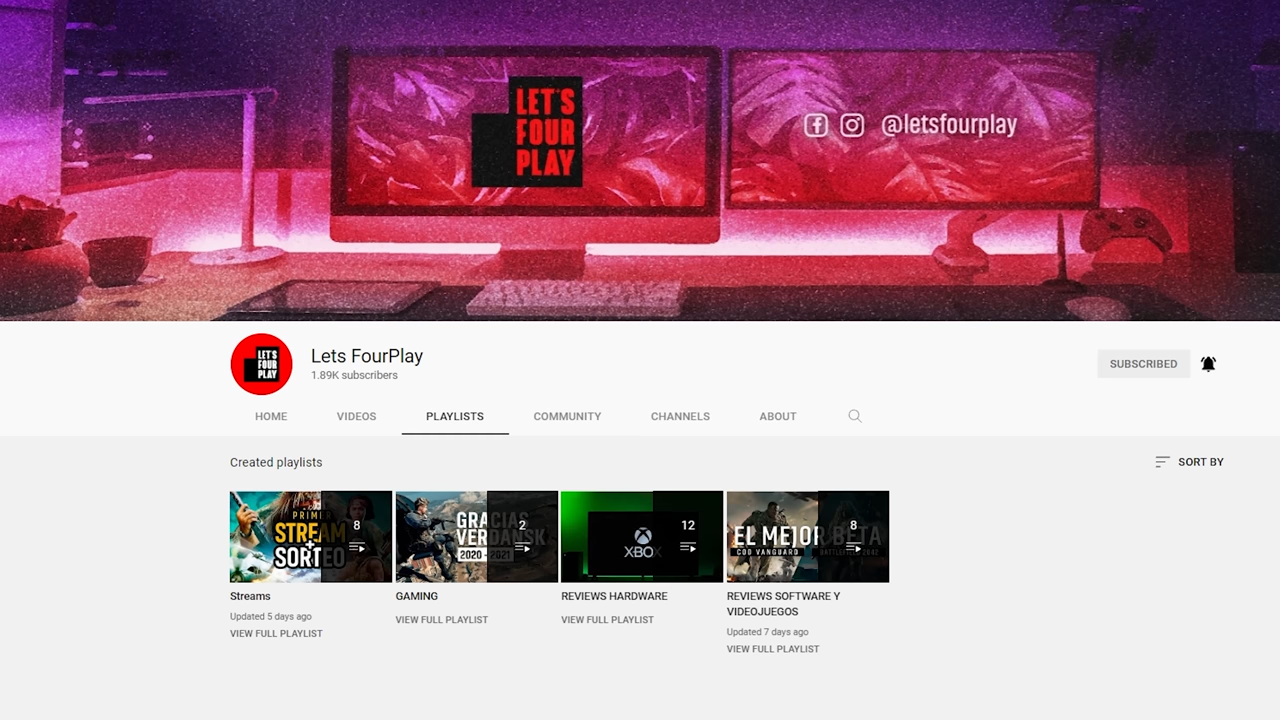 LET'S
FOUR
PLAY
@letsfourplay
LET'S
FOUR
PLAY
Lets FourPlay
1.89K subscribers
SUBSCRIBED
HOME
VIDEOS
PLAYLISTS
COMMUNITY
CHANNELS
ABOUT
Created playlists
SORT BY
PRIMER
STREAM
+
SORTEO
8
GRACIAS
VERDANSK
2020 - 2021
2
XBOX
12
EL MEJOR BETA
COD VANGUARD
BATTLEFIELD 2042
8
Streams
Updated 5 days ago
VIEW FULL PLAYLIST
GAMING
VIEW FULL PLAYLIST
REVIEWS HARDWARE
VIEW FULL PLAYLIST
REVIEWS SOFTWARE Y
VIDEOJUEGOS
Updated 7 days ago
VIEW FULL PLAYLIST